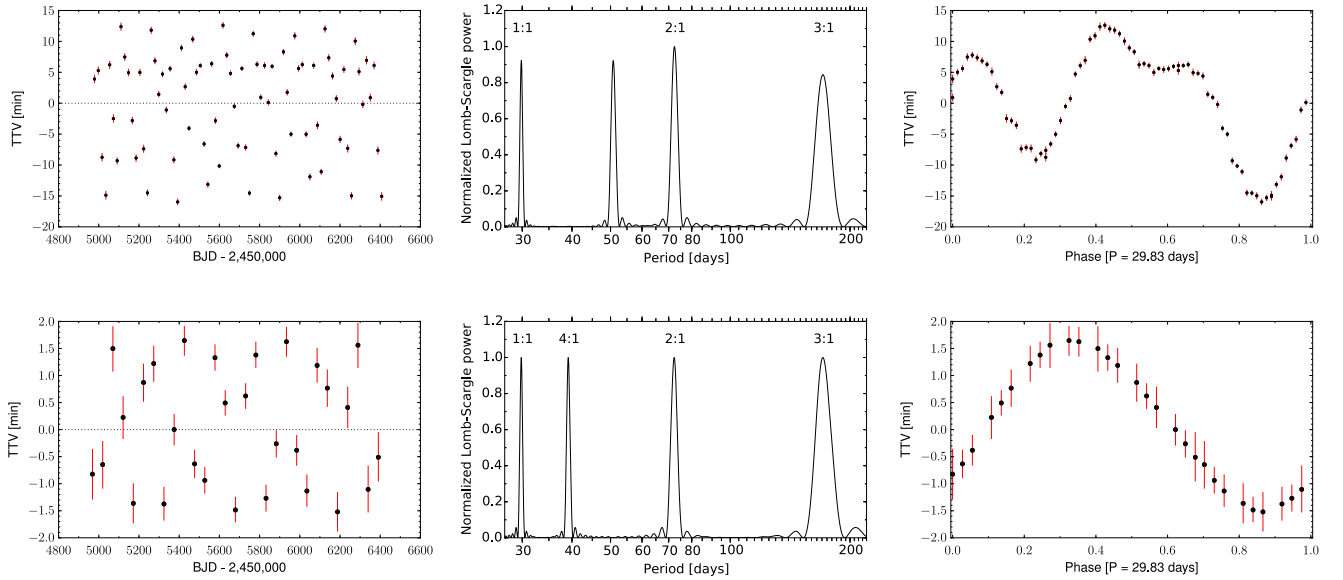 15
10
5
0
−5
−10
−15
−20
TTV [min]
4800 5000 5200 5400 5600 5800 6000 6200 6400 6600
BJD - 2,450,000
1.2
1.0
0.8
0.6
0.4
0.2
0.0
Normalized Lomb-Scargle power
1:1 2:1 3:1
30 40 50 60 70 80 100 200
Period [days]
15
10
5
0
−5
−10
−15
−20
TTV [min]
0.0 0.2 0.4 0.6 0.8 1.0
Phase [P = 29.83 days]
2.0
1.5
1.0
0.5
0.0
−0.5
−1.0
−1.5
−2.0
TTV [min]
4800 5000 5200 5400 5600 5800 6000 6200 6400 6600
BJD - 2,450,000
1.2
1.0
0.8
0.6
0.4
0.2
0.0
Normalized Lomb-Scargle power
1:1 4:1 2:1 3:1
30 40 50 60 70 80 100 200
Period [days]
2.0
1.5
1.0
0.5
0.0
−0.5
−1.0
−1.5
−2.0
TTV [min]
0.0 0.2 0.4 0.6 0.8 1.0
Phase [P = 29.83 days]